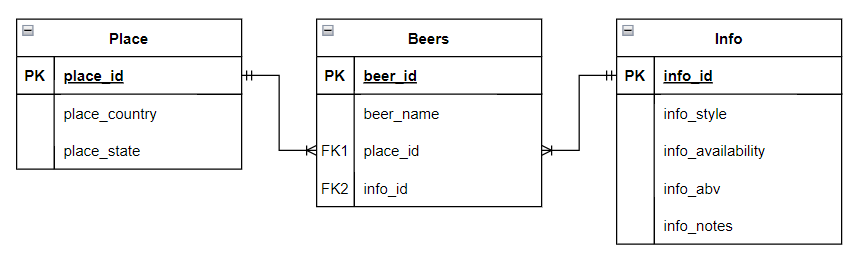 Place
PK place_id
place_country
place_state
Beers
PK beer_id
beer_name
FK1 place_id
FK2 info_id
Info
PK info_id
info_style
info_availability
info_abv
info_notes